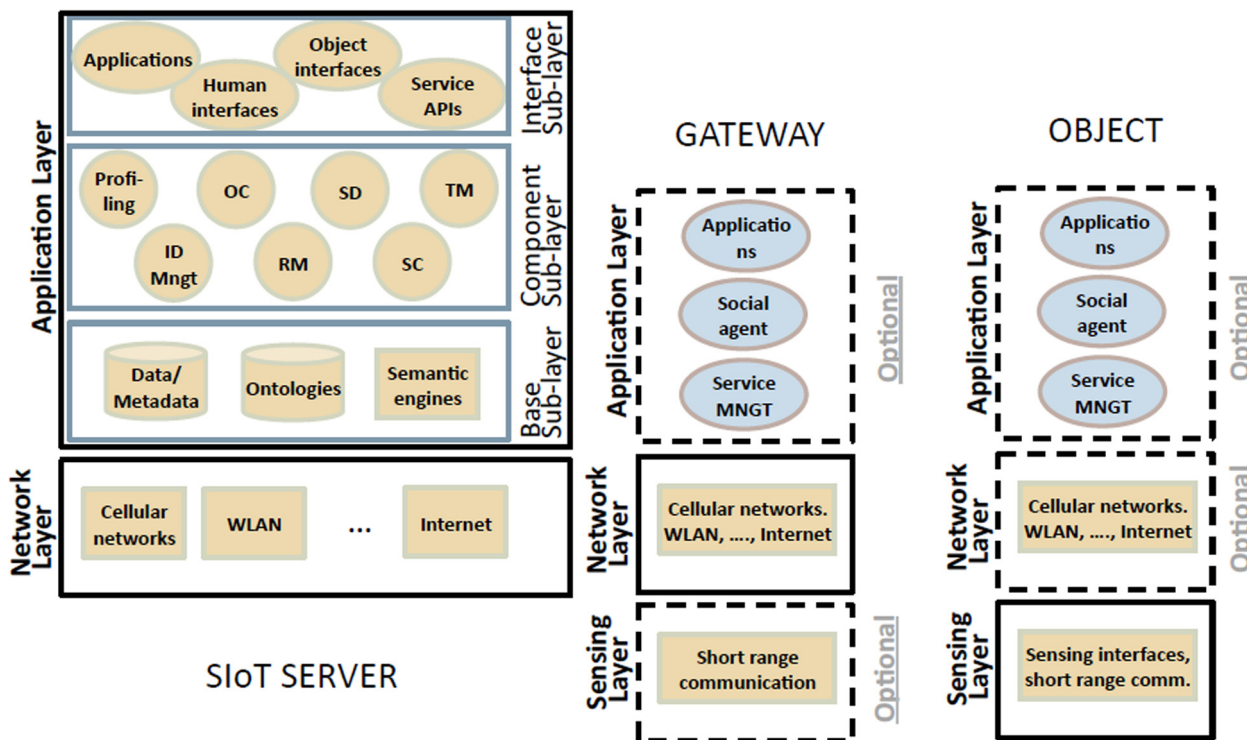 Applications
Object
interfaces
Human
interfaces
Service
APIs
Interface
Sub-layer
Application Layer
Profi-
ling
OC
SD
TM
ID
Mngt
RM
SC
Component
Sub-layer
Data/
Metadata
Ontologies
Semantic
engines
Base
Sub-layer
Network
Layer
Cellular
networks
WLAN
...
Internet
SIoT SERVER
GATEWAY
Application Layer
Applicatio
ns
Social
agent
Service
MNGT
Optional
Network
Layer
Cellular networks.
WLAN, ...., Internet
Sensing
Layer
Short range
communication
Optional
OBJECT
Application Layer
Applicatio
ns
Social
agent
Service
MNGT
Optional
Network
Layer
Cellular networks.
WLAN, ...., Internet
Optional
Sensing
Layer
Sensing interfaces,
short range comm.